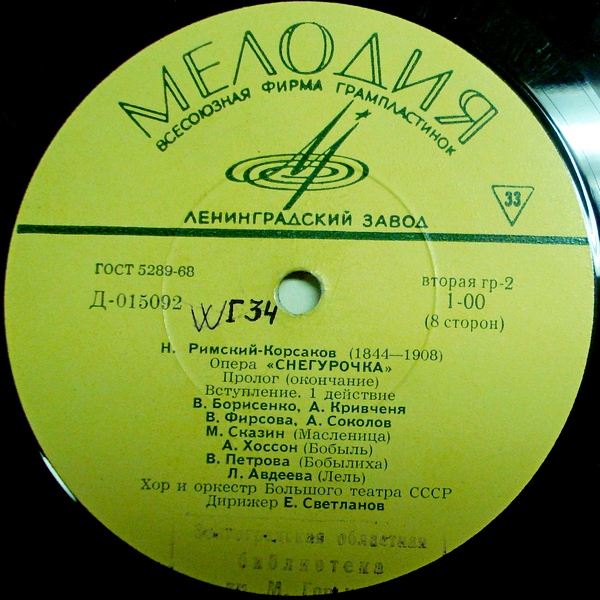 МЕЛОДИЯ
ВСЕСОЮЗНАЯ ФИРМА ГРАМПЛАСТИНОК
ЛЕНИНГРАДСКИЙ ЗАВОД
33
ГОСТ 5289-68
Д-015092
вторая гр-2
1-00
(8 сторон)
Н. Римский-Корсаков (1844—1908)
Опера «СНЕГУРОЧКА»
Пролог (окончание)
Вступление. 1 действие
В. Борисенко, А. Кривченя
В. Фирсова, А. Соколов
М. Сказин (Масленица)
А. Хоссон (Бобыль)
В. Петрова (Бобылиха)
Л. Авдеева (Лель)
Хор и оркестр Большого театра СССР
Дирижер Е. Светланов
областная
библиотека
М.